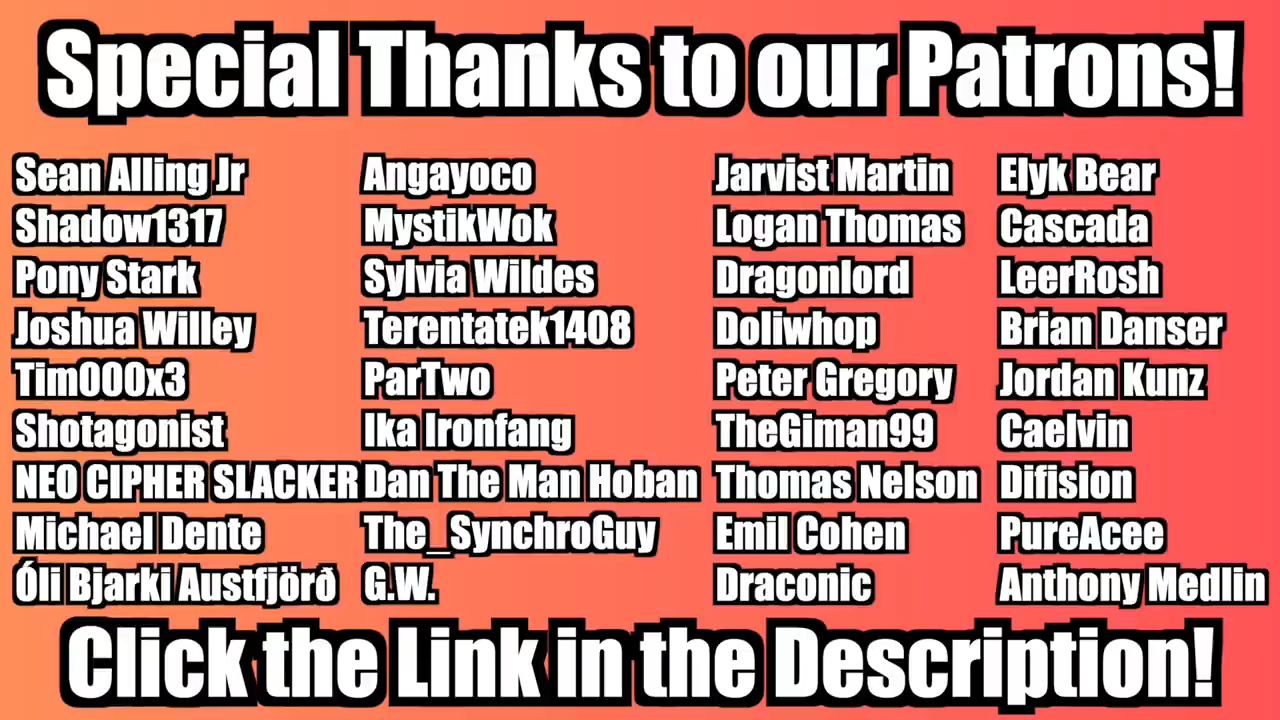 Special Thanks to our Patrons!
Sean Alling Jr
Shadow1317
Pony Stark
Joshua Willey
Tim000x3
Shotagonist
NEO CIPHER SLACKER
Michael Dente
Óli Bjarki Austfjörð
Angayoco
MystikWok
Sylvia Wildes
Terentatek1408
ParTwo
Ika Ironfang
Dan The Man Hoban
The_SynchroGuy
G.W.
Jarvist Martin
Logan Thomas
Dragonlord
Doliwhop
Peter Gregory
TheGiman99
Thomas Nelson
Emil Cohen
Draconic
Elyk Bear
Cascada
LeerRosh
Brian Danser
Jordan Kunz
Caelvin
Difision
PureAcee
Anthony Medlin
Click the Link in the Description!